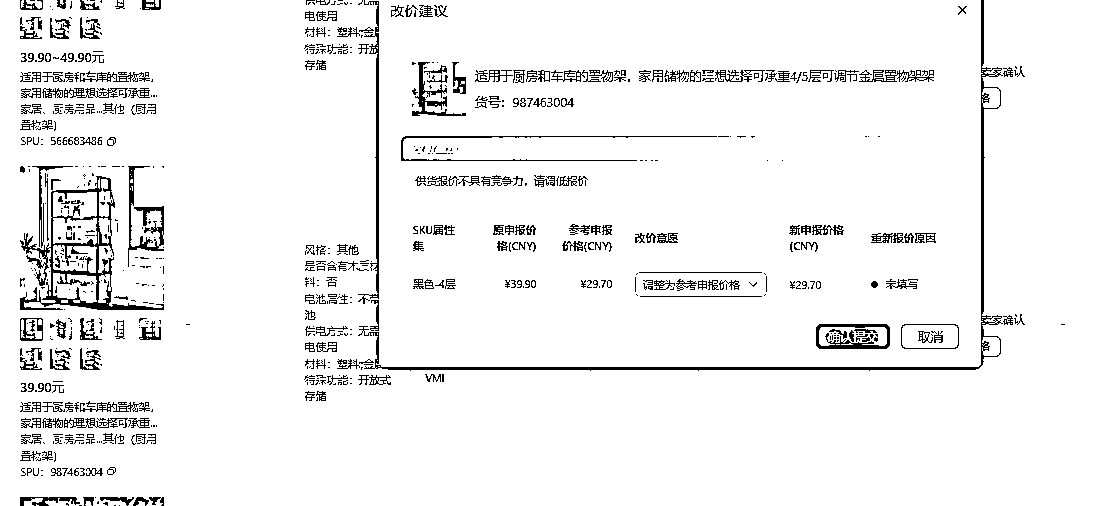 39.90~49.90元
适用于厨房和车库的置物架,
家用储物的理想选择可承重...
家居、厨房用品...其他（厨用
置物架）
SPU: 566683486
39.90元
适用于厨房和车库的置物架,
家用储物的理想选择可承重...
家居、厨房用品...其他（厨用
置物架）
SPU: 987463004
电使用
材料：塑料;金属
特殊功能：开放
存储
风格：其他
是否含有木质材
料：否
电池属性：不带
池
供电方式：无需
电使用
材料：塑料;金属
特殊功能：开放式
存储
VMI
改价建议
适用于厨房和车库的置物架，家用储物的理想选择可承重4/5层可调节金属置物架架
货号：987463004
供货报价不具有竞争力，请调低报价
SKU属性集 原申报价格(CNY) 参考申报价格(CNY) 改价意愿 新申报价格(CNY) 重新报价原因
黑色-4层 ¥39.90 ¥29.70 调整为参考申报价格 ¥29.70 未填写
确认提交 取消
卖家确认
格
卖家确认
格